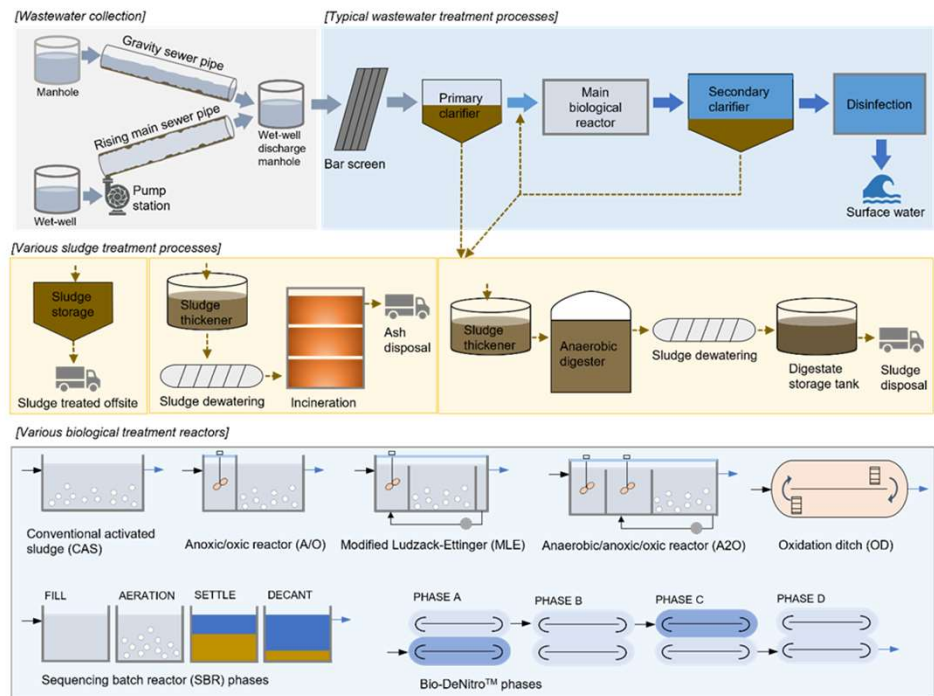 [Wastewater collection]
[Typical wastewater treatment processes]
Gravity sewer pipe
Manhole
Rising main sewer pipe
Wet-well
discharge
manhole
Wet-well
Pump
station
Bar screen
Primary
clarifier
Main
biological
reactor
Secondary
clarifier
Disinfection
Surface water
[Various sludge treatment processes]
Sludge
storage
Sludge treated offsite
Sludge
thickener
Sludge dewatering
Incineration
Ash
disposal
Sludge
thickener
Anaerobic
digester
Sludge dewatering
Digestate
storage tank
Sludge
disposal
[Various biological treatment reactors]
Conventional activated
sludge (CAS)
Anoxic/oxic reactor (A/O)
Modified Ludzack-Ettinger (MLE)
Anaerobic/anoxic/oxic reactor (A2O)
Oxidation ditch (OD)
FILL
AERATION
SETTLE
DECANT
Sequencing batch reactor (SBR) phases
PHASE A
PHASE B
PHASE C
PHASE D
Bio-DeNitro™ phases